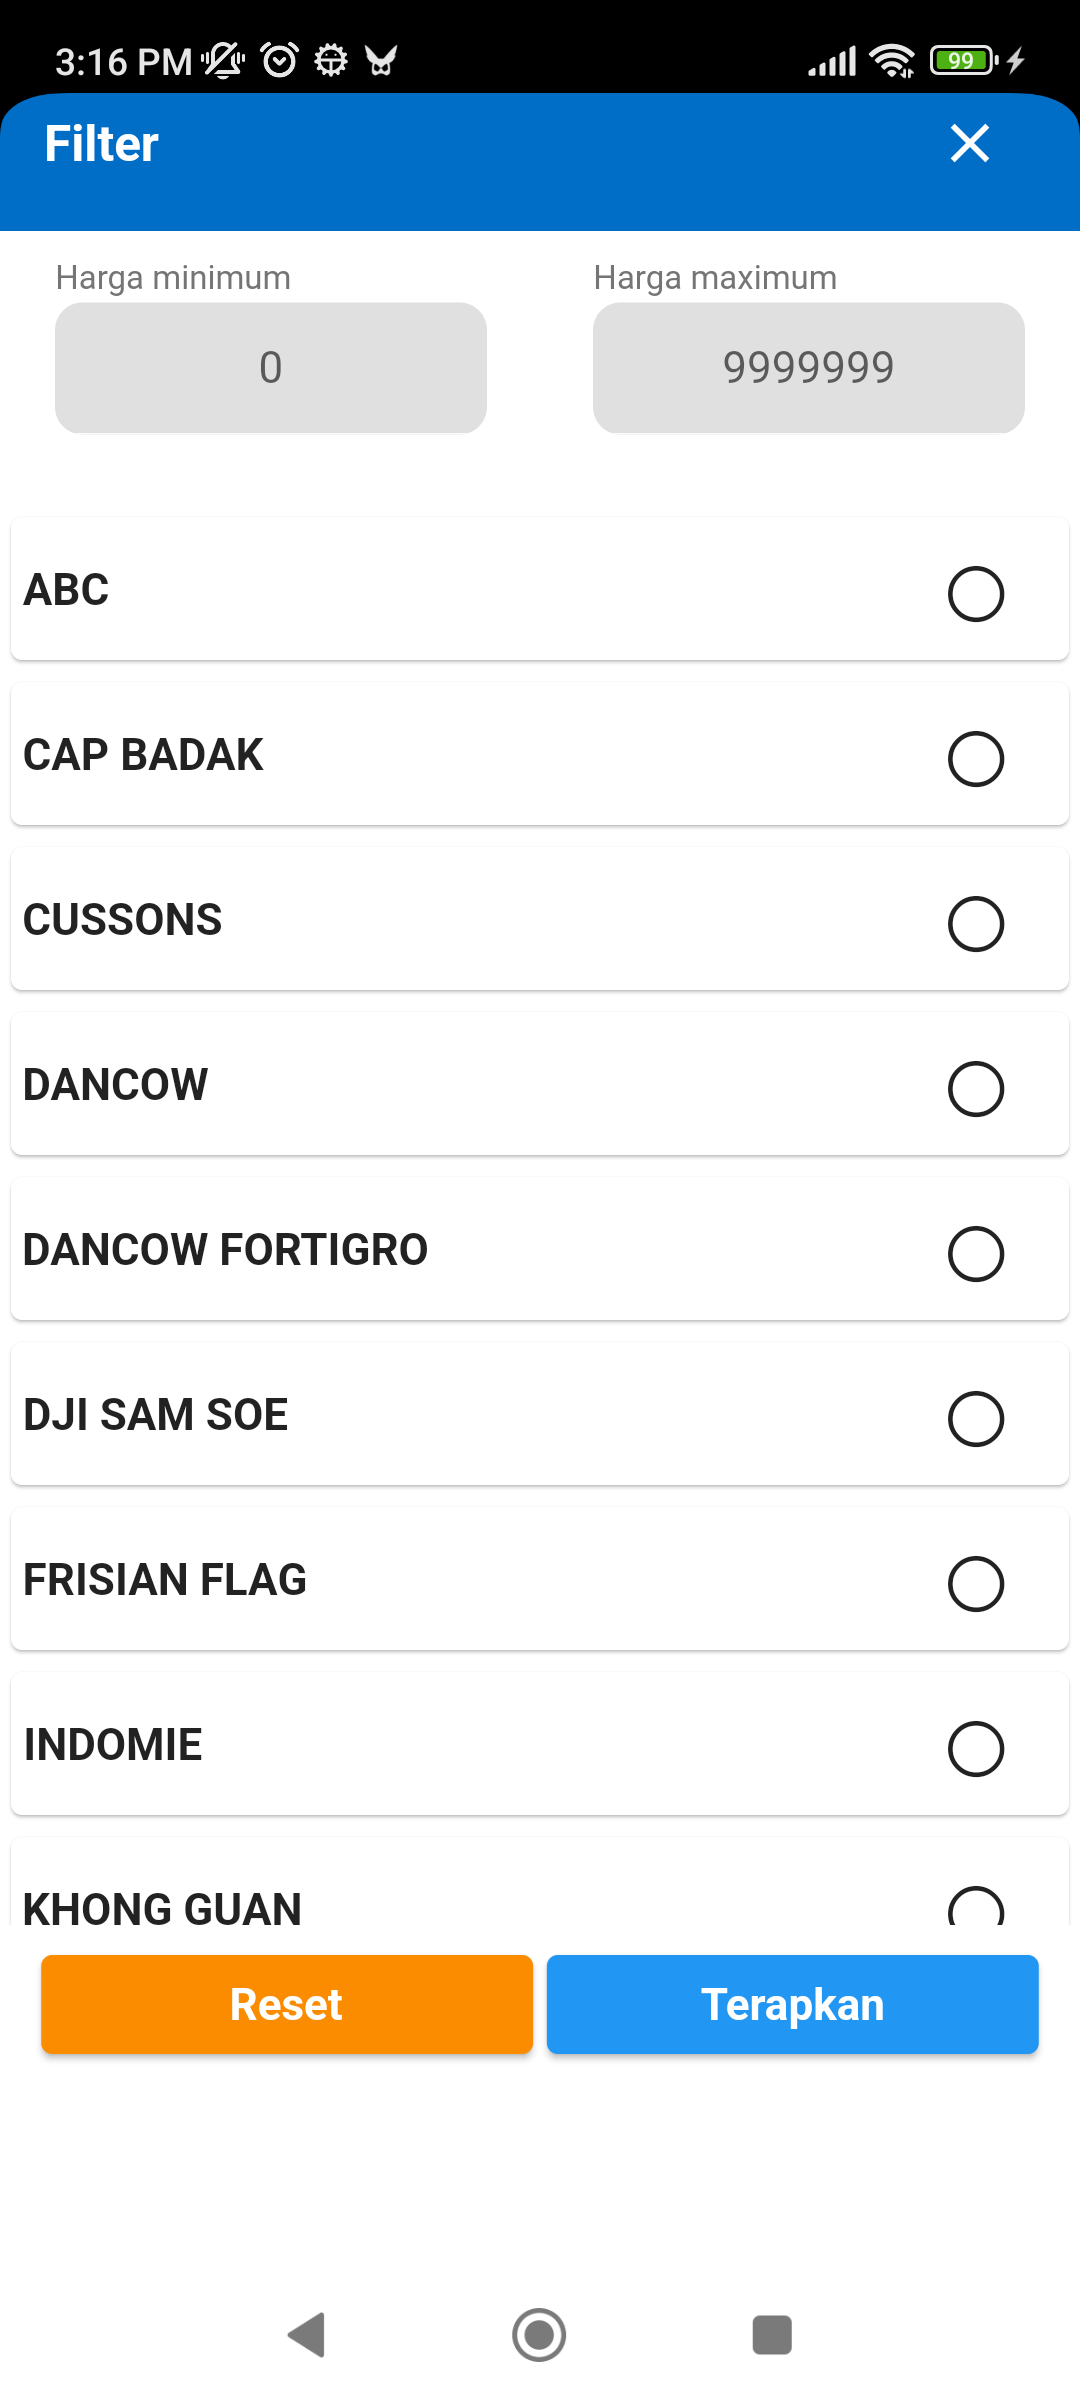 3:16 PM
99
Filter
Harga minimum
Harga maximum
0
9999999
ABC
CAP BADAK
CUSSONS
DANCOW
DANCOW FORTIGRO
DJI SAM SOE
FRISIAN FLAG
INDOMIE
KHONG GUAN
Reset
Terapkan